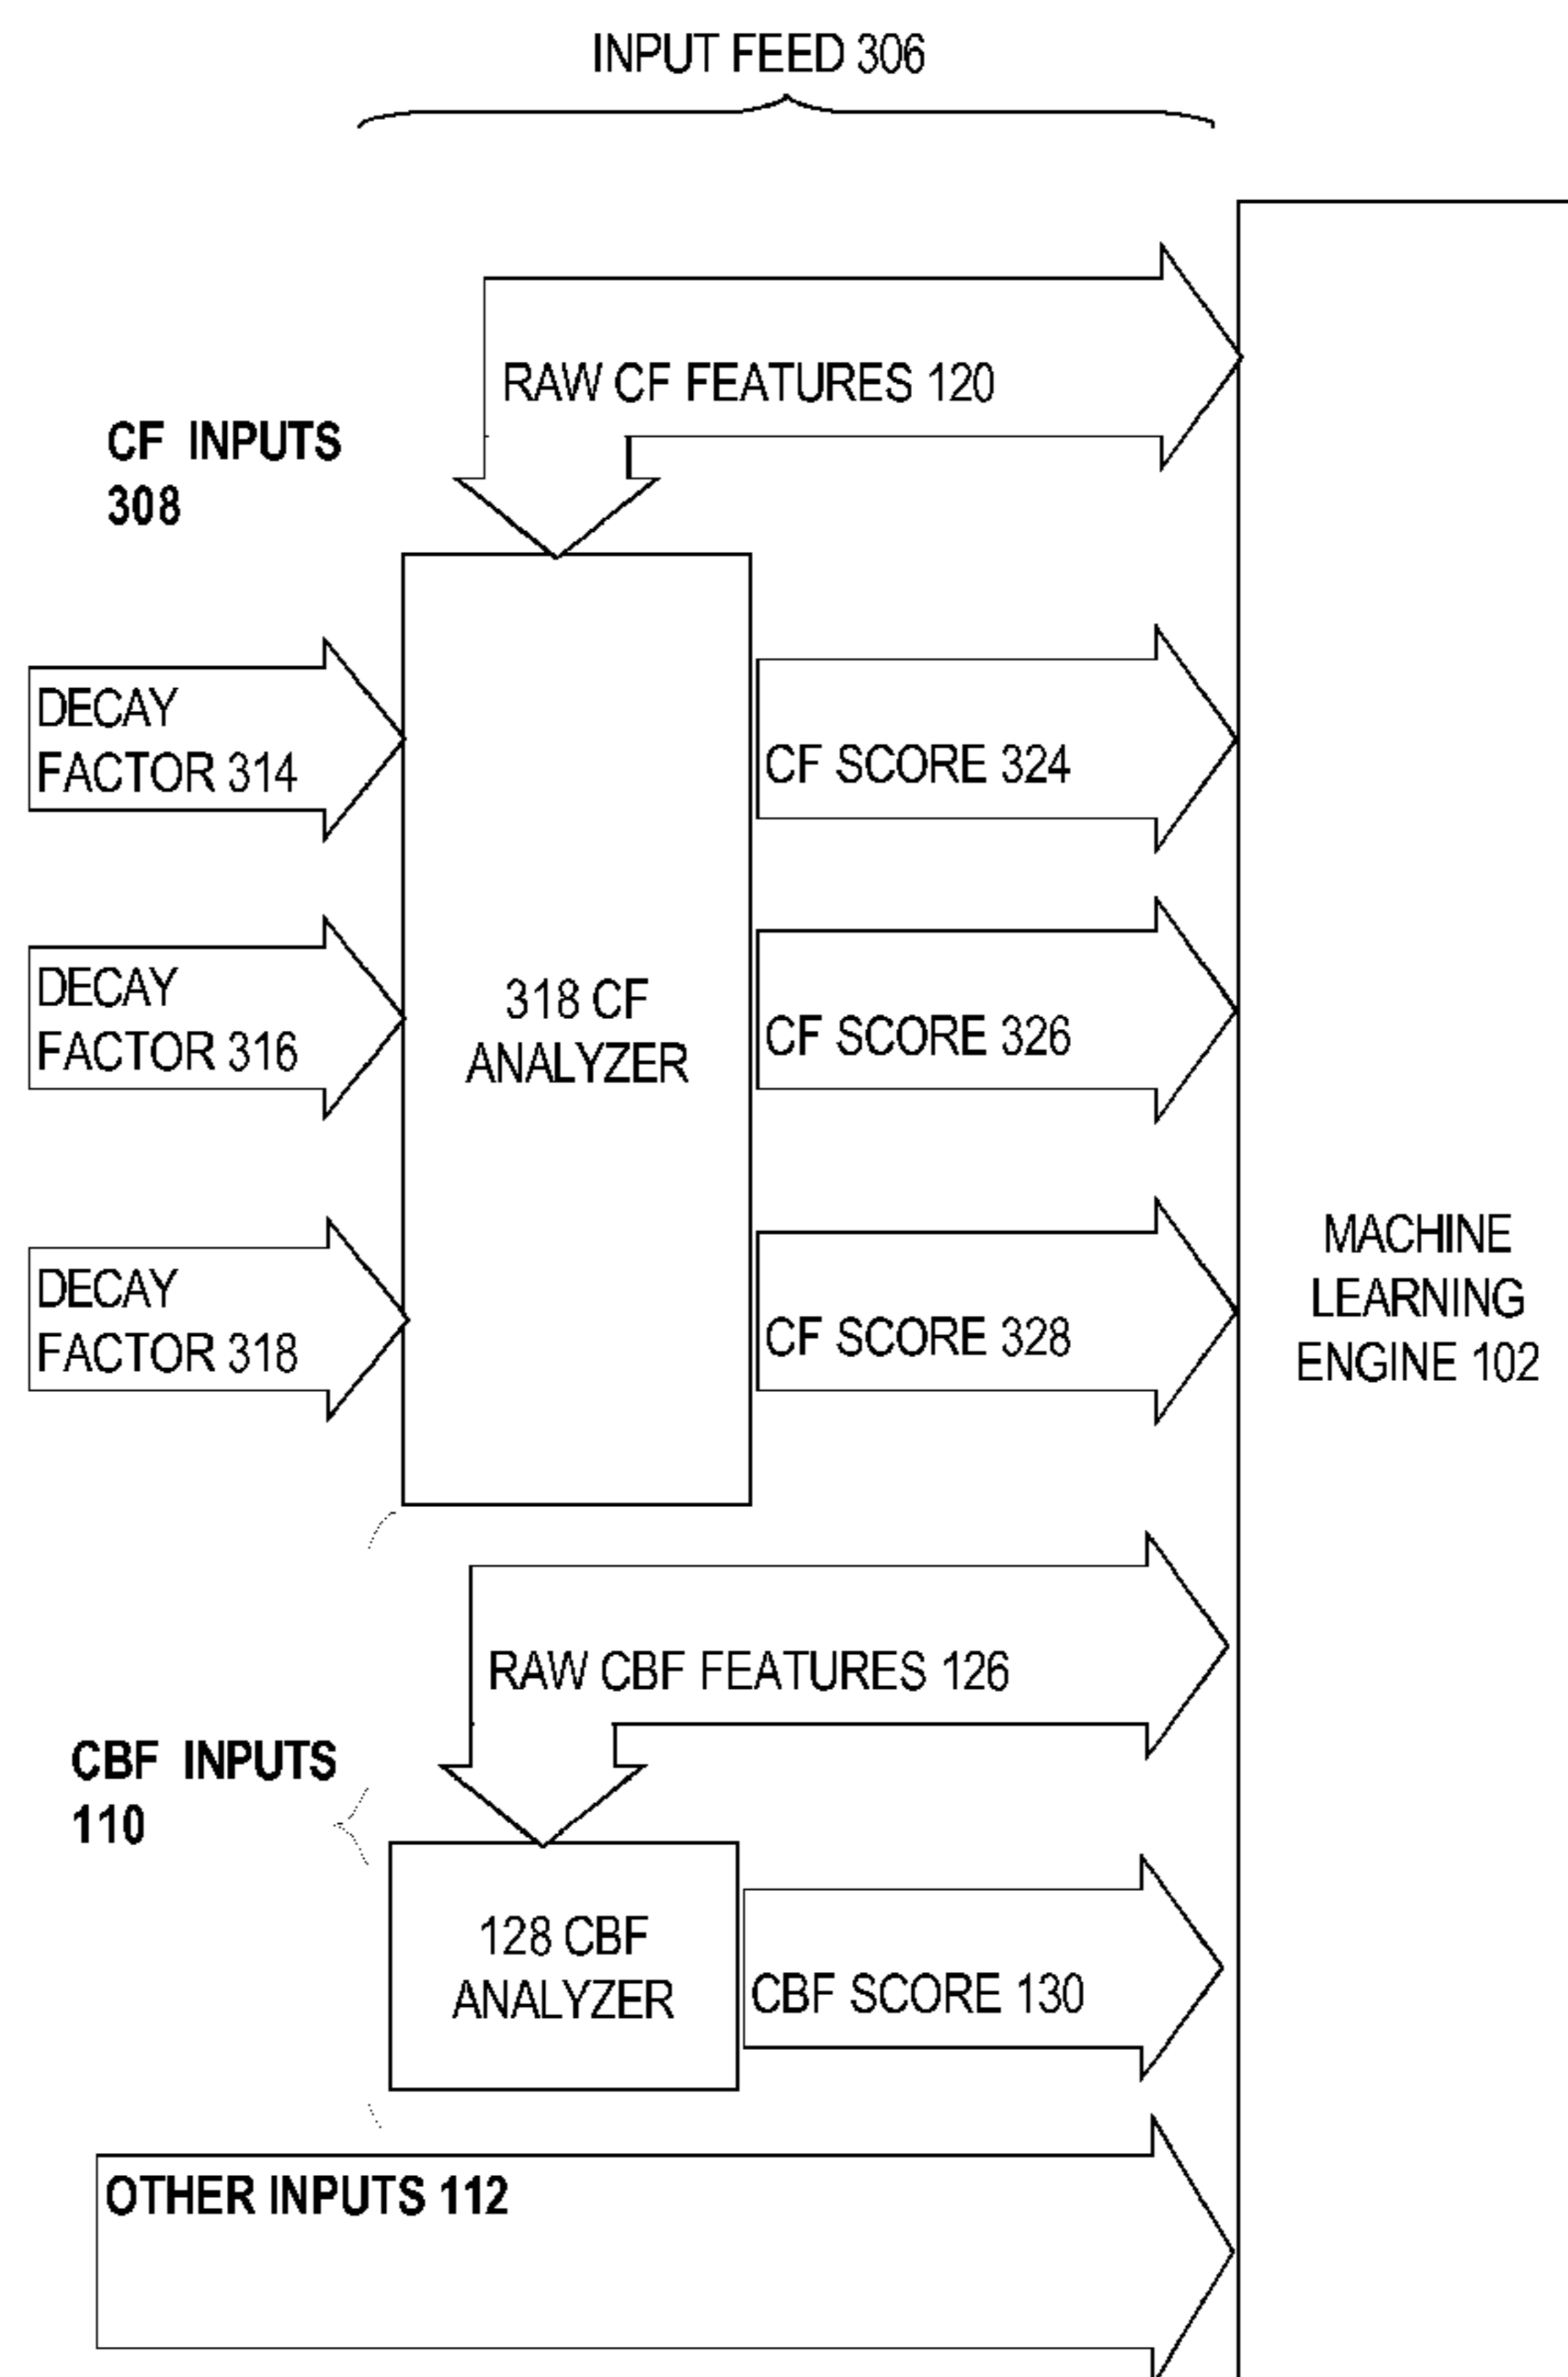 INPUT FEED 306
RAW CF FEATURES 120
CF INPUTS
308
DECAY
FACTOR 314
CF SCORE 324
DECAY
FACTOR 316
318 CF
ANALYZER
CF SCORE 326
DECAY
FACTOR 318
CF SCORE 328
MACHINE
LEARNING
ENGINE 102
RAW CBF FEATURES 126
CBF INPUTS
110
128 CBF
ANALYZER
CBF SCORE 130
OTHER INPUTS 112